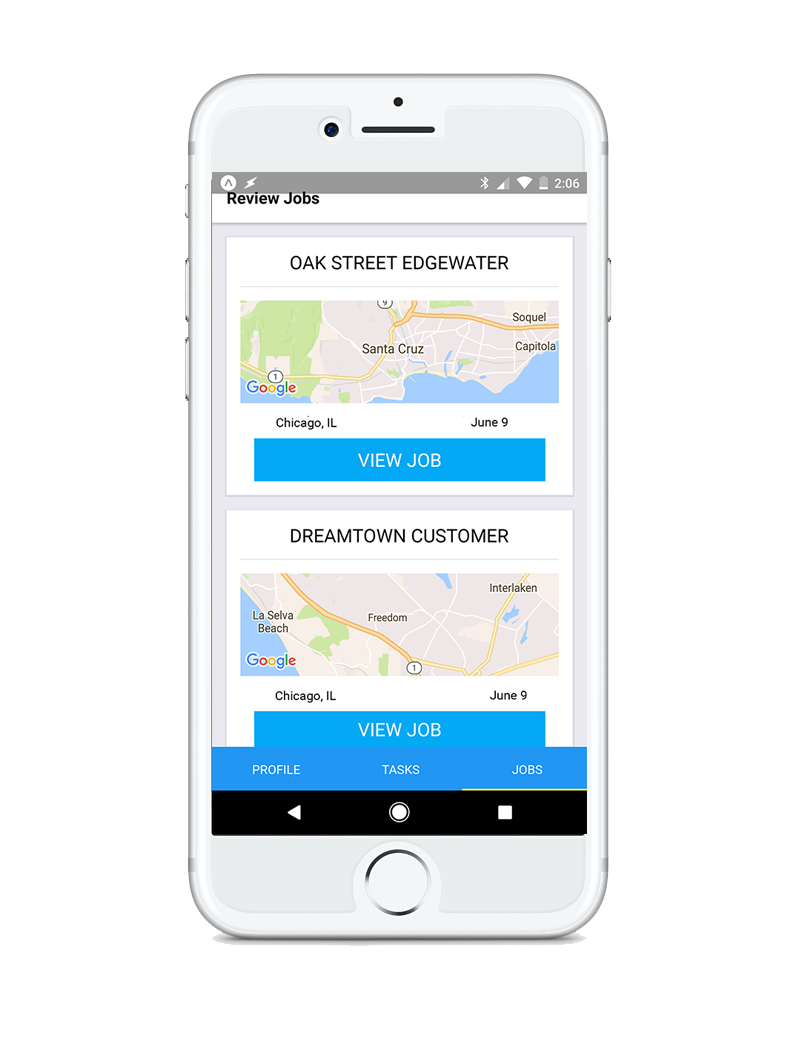 2:06
Review Jobs
OAK STREET EDGEWATER
9
Soquel
Santa Cruz
Capitola
1
Google
Chicago, IL
June 9
VIEW JOB
DREAMTOWN CUSTOMER
Interlaken
La Selva
Beach
Freedom
Google
1
Chicago, IL
June 9
VIEW JOB
PROFILE
TASKS
JOBS